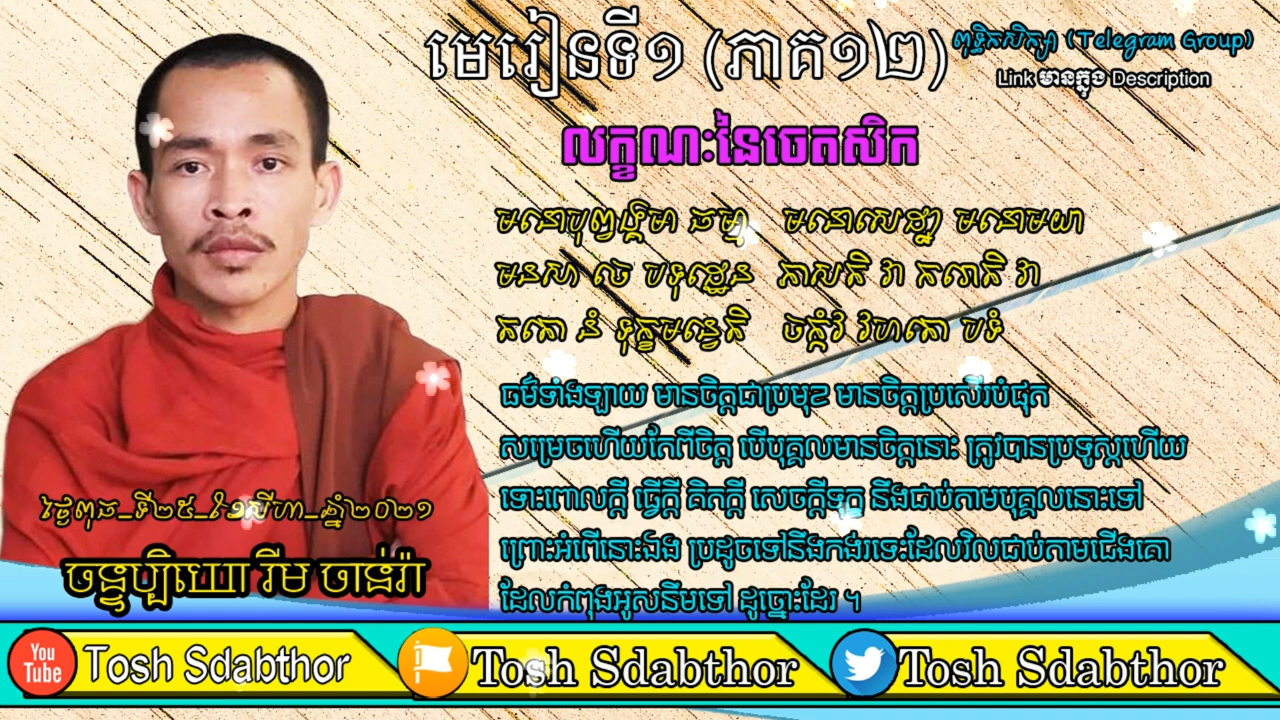 មេរៀនទី១ (ភាគ១២)
ពុទ្ធិកសិក្សា (Telegram Group)
Link មានក្នុង Description
លក្ខណៈនៃចេតសិក
មនោបុព្វង្គមា ធម្មា មនោសេដ្ឋា មនោមយា
មនសា ចេ បទុដ្ឋេន ភាសតិ វា ករោតិ វា
តតោ នំ ទុក្ខមន្វេតិ ចក្កំវ វហតោ បទំ
ធម៌ទាំងឡាយ មានចិត្តជាប្រមុខ មានចិត្តប្រសើរបំផុត
សម្រេចហើយតែពីចិត្ត បើបុគ្គលមានចិត្តនោះ ត្រូវបានប្រទូស្តហើយ
ទោះពោលក្តី ធ្វើក្តី គិតក្តី សេចក្តីទុក្ខ នឹងជាប់តាមបុគ្គលនោះទៅ
ព្រោះអំពើនោះឯង ប្រដូចទៅនឹងកង់រទេះដែលវិលជាប់តាមជើងគោ
ដែលកំពុងអូសនឹមទៅ ដូច្នោះដែរ ។
ថ្ងៃពុធ_ទី២៥_ខែសីហា_ឆ្នាំ២០២១
ចន្ទប្បិយោ រីម ចាន់រ៉ា
You Tube
Tosh Sdabthor
Tosh Sdabthor
Tosh Sdabthor